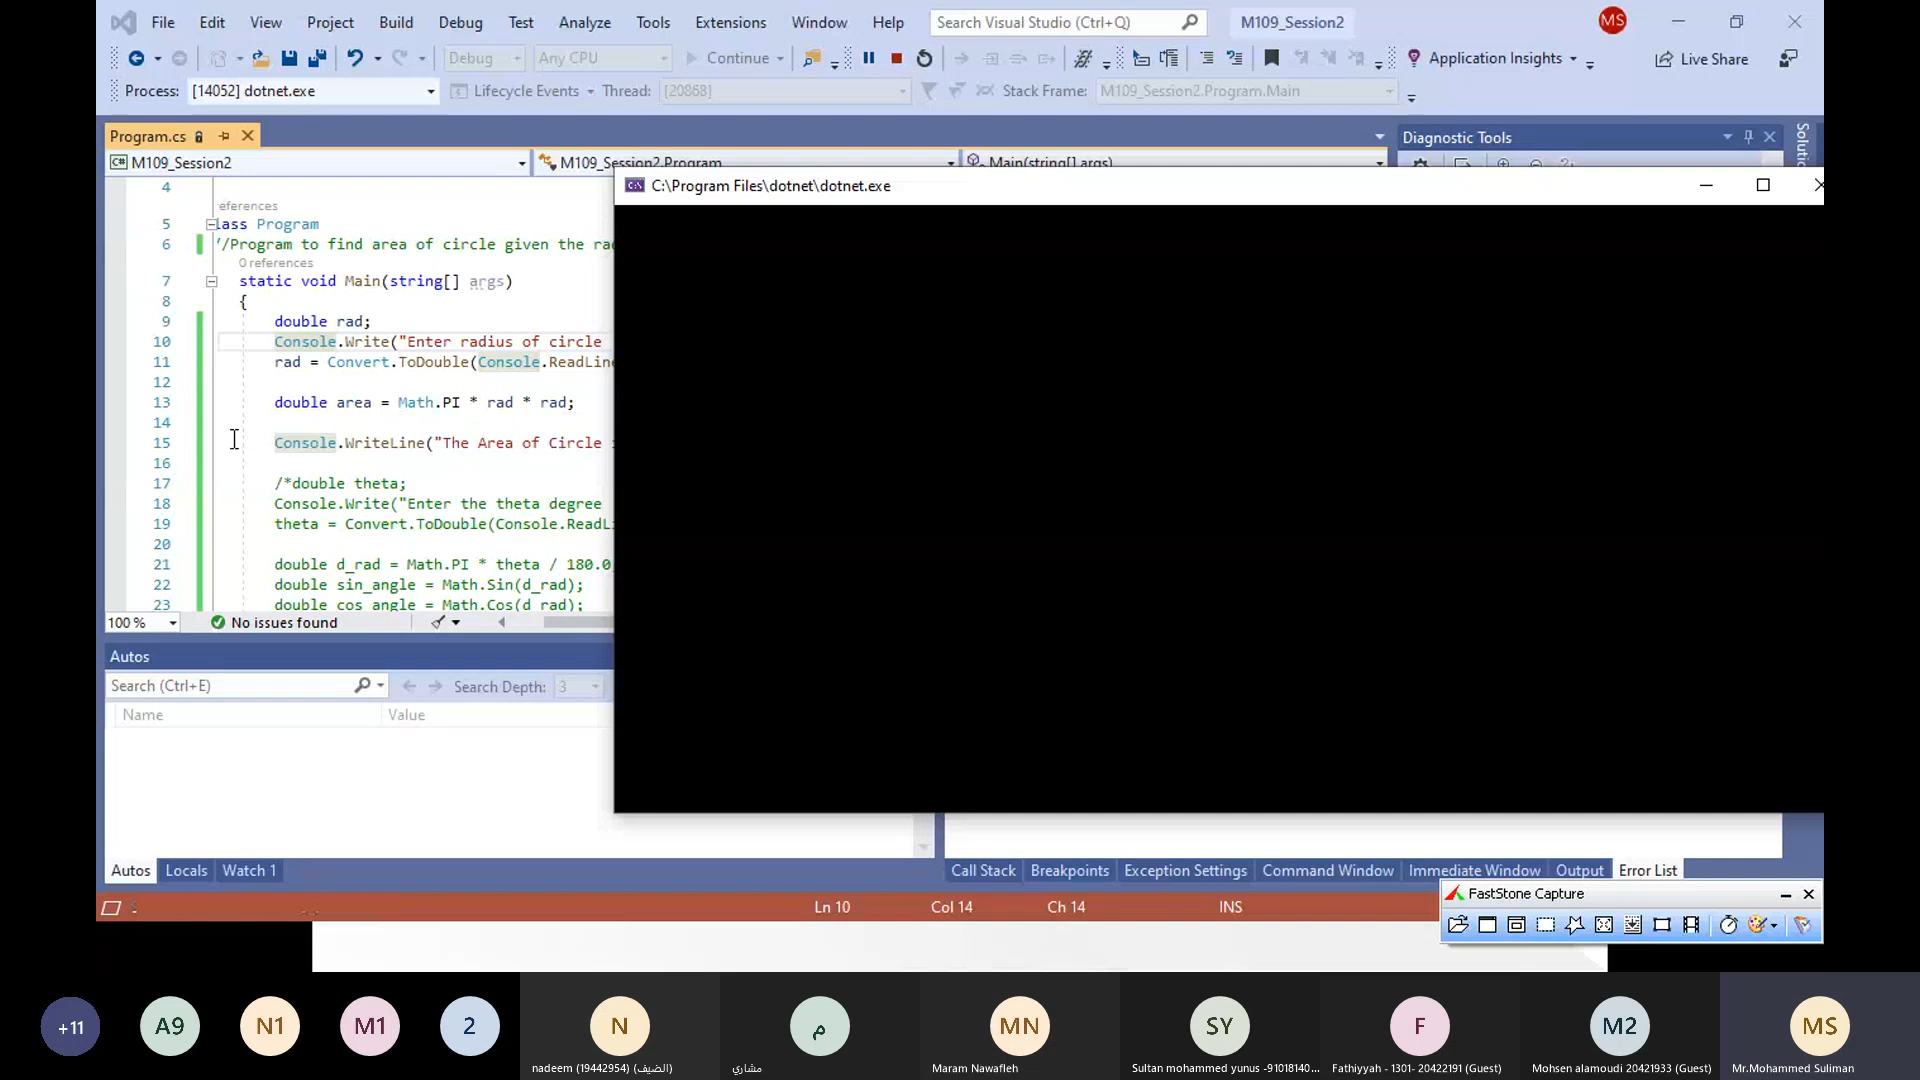 File Edit View Project Build Debug Test Analyze Tools Extensions Window Help Search Visual Studio (Ctrl+Q) M109_Session2 MS
Debug Any CPU Continue Application Insights Live Share
Process: [14052] dotnet.exe Lifecycle Events Thread: [20868] Stack Frame: M109_Session2.Program.Main
Program.cs
Diagnostic Tools
M109_Session2 M109_Session2.Program Main(string[] args)
C:\Program Files\dotnet\dotnet.exe
4
eferences
5 lass Program
6 //Program to find area of circle given the rad
0 references
7 static void Main(string[] args)
8 {
9 double rad;
10 Console.Write("Enter radius of circle
11 rad = Convert.ToDouble(Console.ReadLine
12
13 double area = Math.PI * rad * rad;
14
15 Console.WriteLine("The Area of Circle
16
17 /*double theta;
18 Console.Write("Enter the theta degree
19 theta = Convert.ToDouble(Console.ReadLi
20
21 double d_rad = Math.PI * theta / 180.0
22 double sin_angle = Math.Sin(d_rad);
23 double cos_angle = Math.Cos(d_rad);
100 % No issues found
Autos
Search (Ctrl+E) Search Depth: 3
Name Value
Autos Locals Watch 1
Call Stack Breakpoints Exception Settings Command Window Immediate Window Output Error List
FastStone Capture
Ln 10 Col 14 Ch 14 INS
+11 A9 N1 M1 2 N م MN SY F M2 MS
nadeem (19442954) (الضيف)
مشاري
Maram Nawafleh
Sultan mohammed yunus -91018140...
Fathiyyah - 1301- 20422191 (Guest)
Mohsen alamoudi 20421933 (Guest)
Mr.Mohammed Suliman